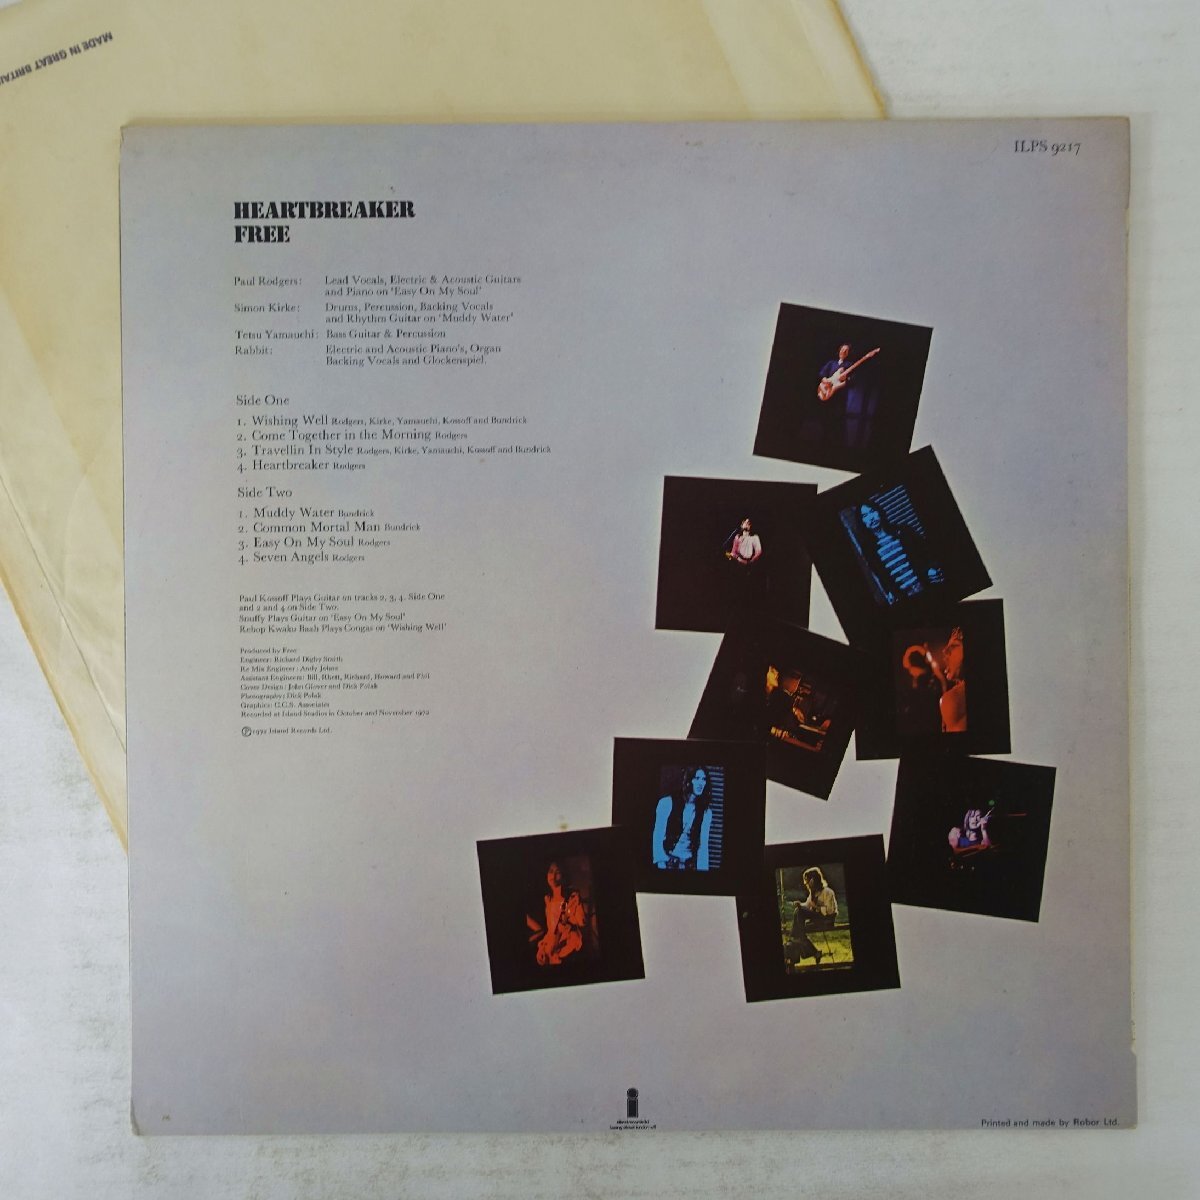 MADE IN GREAT BRITAI
ILPS 9217
HEARTBREAKER
FREE
Paul Rodgers: Lead Vocals, Electric & Acoustic Guitars
and Piano on 'Easy On My Soul'
Simon Kirke: Drums, Percussion, Backing Vocals
and Rhythm Guitar on 'Muddy Water'
Tetsu Yamauchi: Bass Guitar & Percussion
Rabbit: Electric and Acoustic Piano's, Organ
Backing Vocals and Glockenspiel.
Side One
1. Wishing Well Rodgers, Kirke, Yamauchi, Kossoff and Bundrick
2. Come Together in the Morning Rodgers
3. Travellin In Style Rodgers, Kirke, Yamauchi, Kossoff and Bundrick
4. Heartbreaker Rodgers
Side Two
1. Muddy Water Bundrick
2. Common Mortal Man Bundrick
3. Easy On My Soul Rodgers
4. Seven Angels Rodgers
Paul Kossoff Plays Guitar on tracks 2, 3, 4. Side One
and 2 and 4 on Side Two.
Snuffy Plays Guitar on 'Easy On My Soul'
Rebop Kwaku Baah Plays Congas on 'Wishing Well'
Produced by Free
Engineer: Richard Digby Smith
Re Mix Engineer: Andy Johns
Assistant Engineers: Bill, Rhett, Richard, Howard and Phil
Cover Design: John Glover and Dick Polak
Photography: Dick Polak
Graphics: C.C.S. Associates
Recorded at Island Studios in October and November 1972
Ⓟ 1972 Island Records Ltd.
i
Printed and made by Robor Ltd.